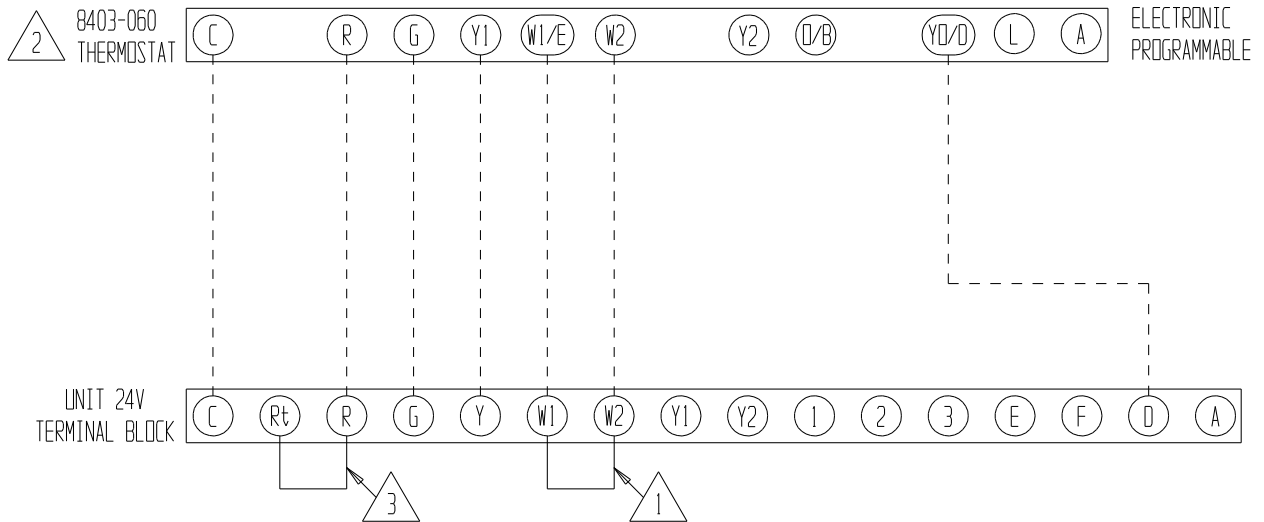 8403-060
THERMOSTAT
2
C R G Y1 W1/E W2 Y2 O/B YO/D L A
ELECTRONIC
PROGRAMMABLE
UNIT 24V
TERMINAL BLOCK
C Rt R G Y W1 W2 Y1 Y2 1 2 3 E F D A
3
1